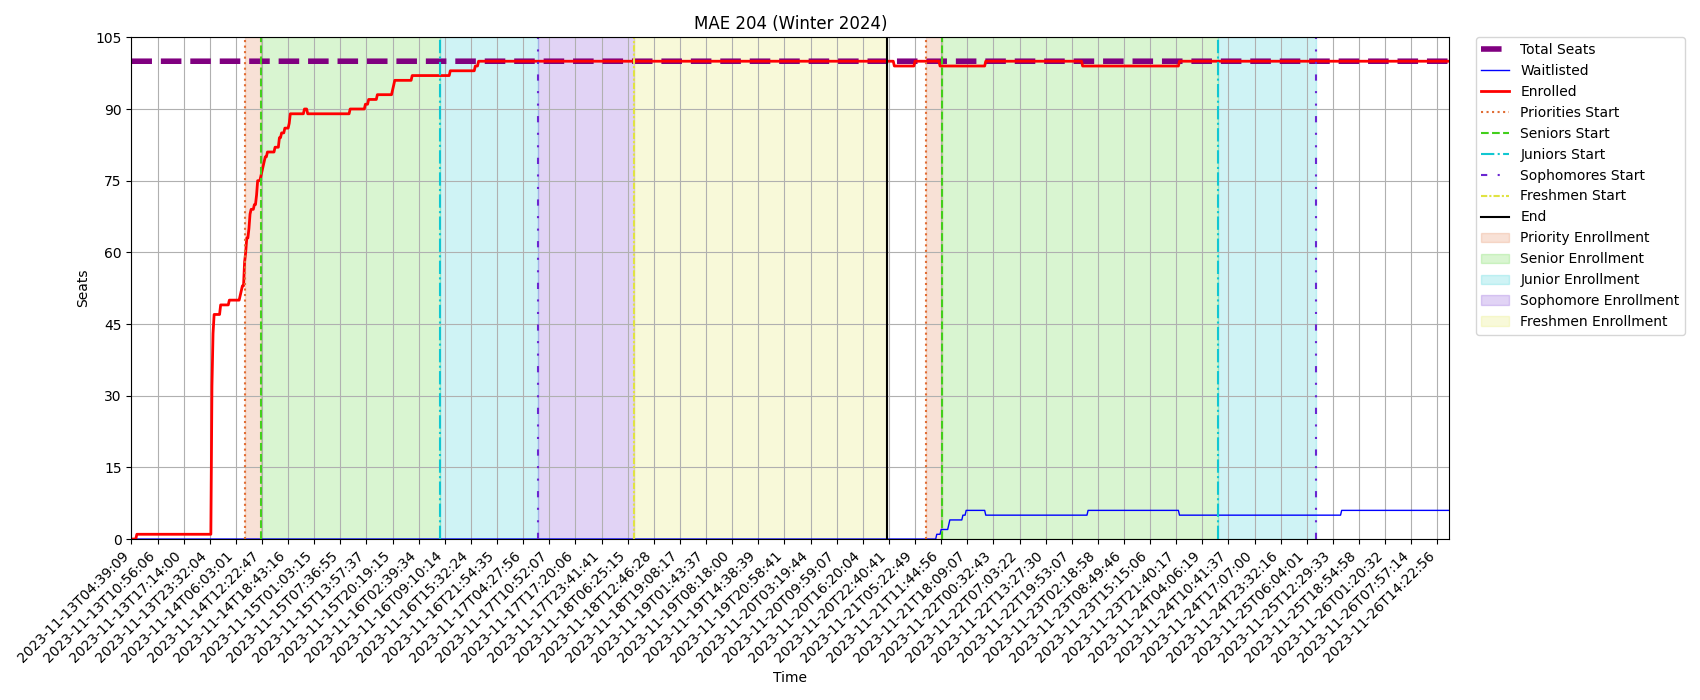 MAE 204 (Winter 2024)
105
90
75
60
45
30
15
0
Seats
2023-11-13T04:39:09
2023-11-13T10:56:06
2023-11-13T17:14:00
2023-11-13T23:32:04
2023-11-14T06:03:01
2023-11-14T12:22:47
2023-11-14T18:43:16
2023-11-15T01:03:15
2023-11-15T07:36:55
2023-11-15T13:57:37
2023-11-15T20:19:15
2023-11-16T02:39:34
2023-11-16T09:10:14
2023-11-16T15:32:24
2023-11-16T21:54:35
2023-11-17T04:27:56
2023-11-17T10:52:07
2023-11-17T17:20:06
2023-11-17T23:41:41
2023-11-18T06:25:15
2023-11-18T12:46:28
2023-11-18T19:08:17
2023-11-19T01:43:37
2023-11-19T08:18:00
2023-11-19T14:38:39
2023-11-19T20:58:41
2023-11-20T03:19:44
2023-11-20T09:59:07
2023-11-20T16:20:04
2023-11-20T22:40:41
2023-11-21T05:22:49
2023-11-21T11:44:56
2023-11-21T18:09:07
2023-11-22T00:32:43
2023-11-22T07:03:22
2023-11-22T13:27:30
2023-11-22T19:53:07
2023-11-23T02:18:58
2023-11-23T08:49:46
2023-11-23T15:15:06
2023-11-23T21:40:17
2023-11-24T04:06:19
2023-11-24T10:41:37
2023-11-24T17:07:00
2023-11-24T23:32:16
2023-11-25T06:04:01
2023-11-25T12:29:33
2023-11-25T18:54:58
2023-11-26T01:20:32
2023-11-26T07:57:14
2023-11-26T14:22:56
Time
Total Seats
Waitlisted
Enrolled
Priorities Start
Seniors Start
Juniors Start
Sophomores Start
Freshmen Start
End
Priority Enrollment
Senior Enrollment
Junior Enrollment
Sophomore Enrollment
Freshmen Enrollment